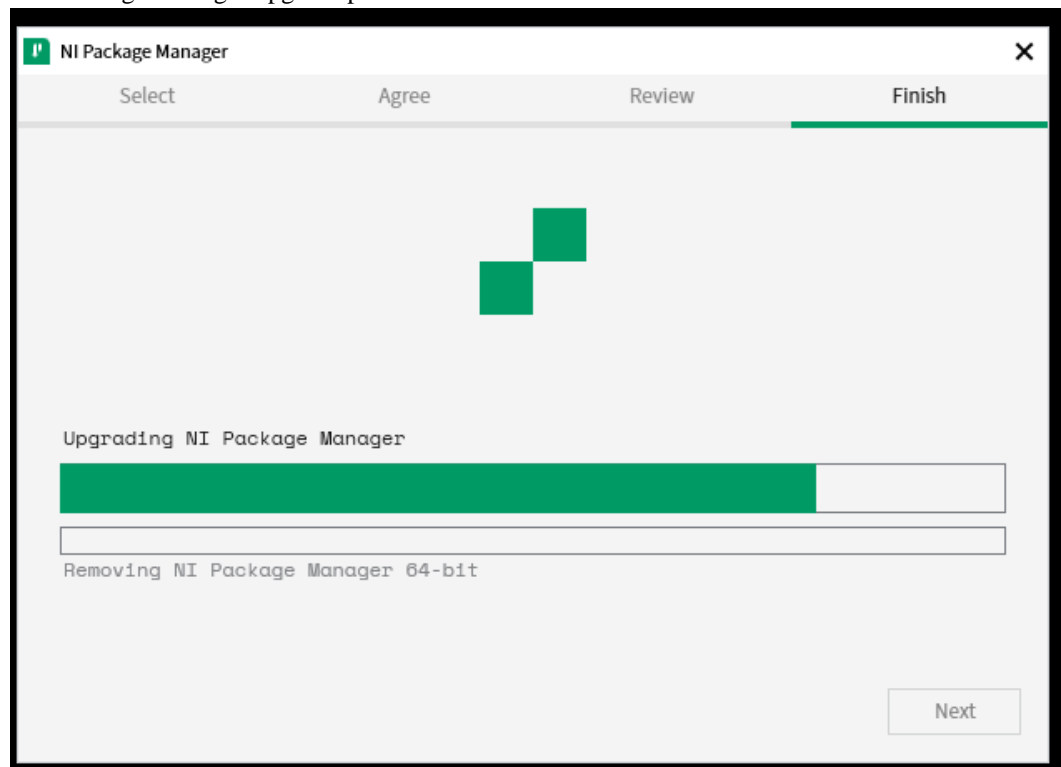 NI Package Manager
Select Agree Review Finish
Upgrading NI Package Manager
Removing NI Package Manager 64-bit
Next